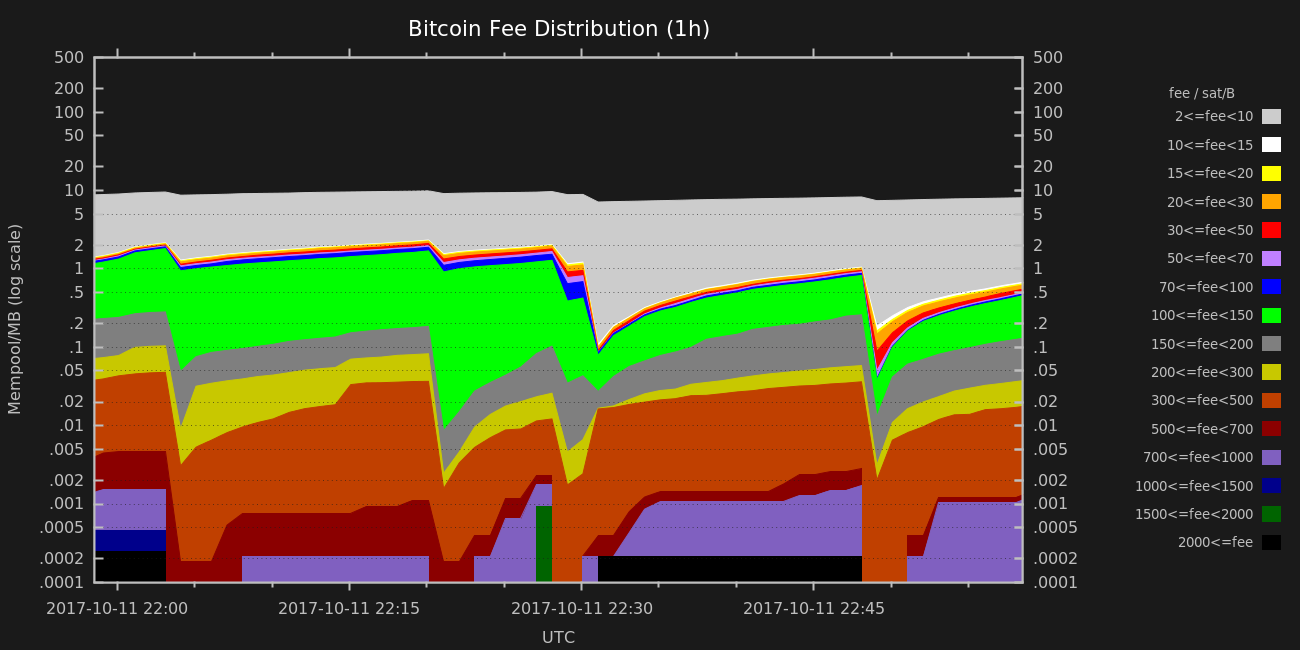 Bitcoin Fee Distribution (1h)
500
200
100
50
20
10
5
2
1
.5
.2
.1
.05
.02
.01
.005
.002
.001
.0005
.0002
.0001
Mempool/MB (log scale)
500
200
100
50
20
10
5
2
1
.5
.2
.1
.05
.02
.01
.005
.002
.001
.0005
.0002
.0001
2017-10-11 22:00
2017-10-11 22:15
2017-10-11 22:30
2017-10-11 22:45
UTC
fee / sat/B
2<=fee<10
10<=fee<15
15<=fee<20
20<=fee<30
30<=fee<50
50<=fee<70
70<=fee<100
100<=fee<150
150<=fee<200
200<=fee<300
300<=fee<500
500<=fee<700
700<=fee<1000
1000<=fee<1500
1500<=fee<2000
2000<=fee